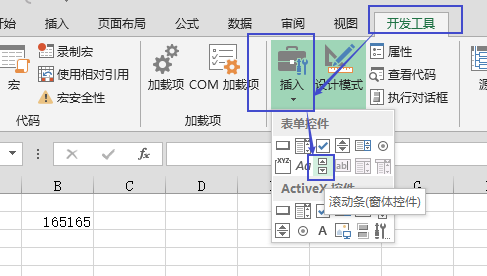 开始 插入 页面布局 公式 数据 审阅 视图 开发工具
宏
录制宏
使用相对引用
宏安全性
代码
加载项 COM 加载项
加载项
插入
设计模式
属性
查看代码
执行对话框
源
表单控件
XYZ Aa ab|
ActiveX 控件
A
滚动条(窗体控件)
fx
B C D G
165165